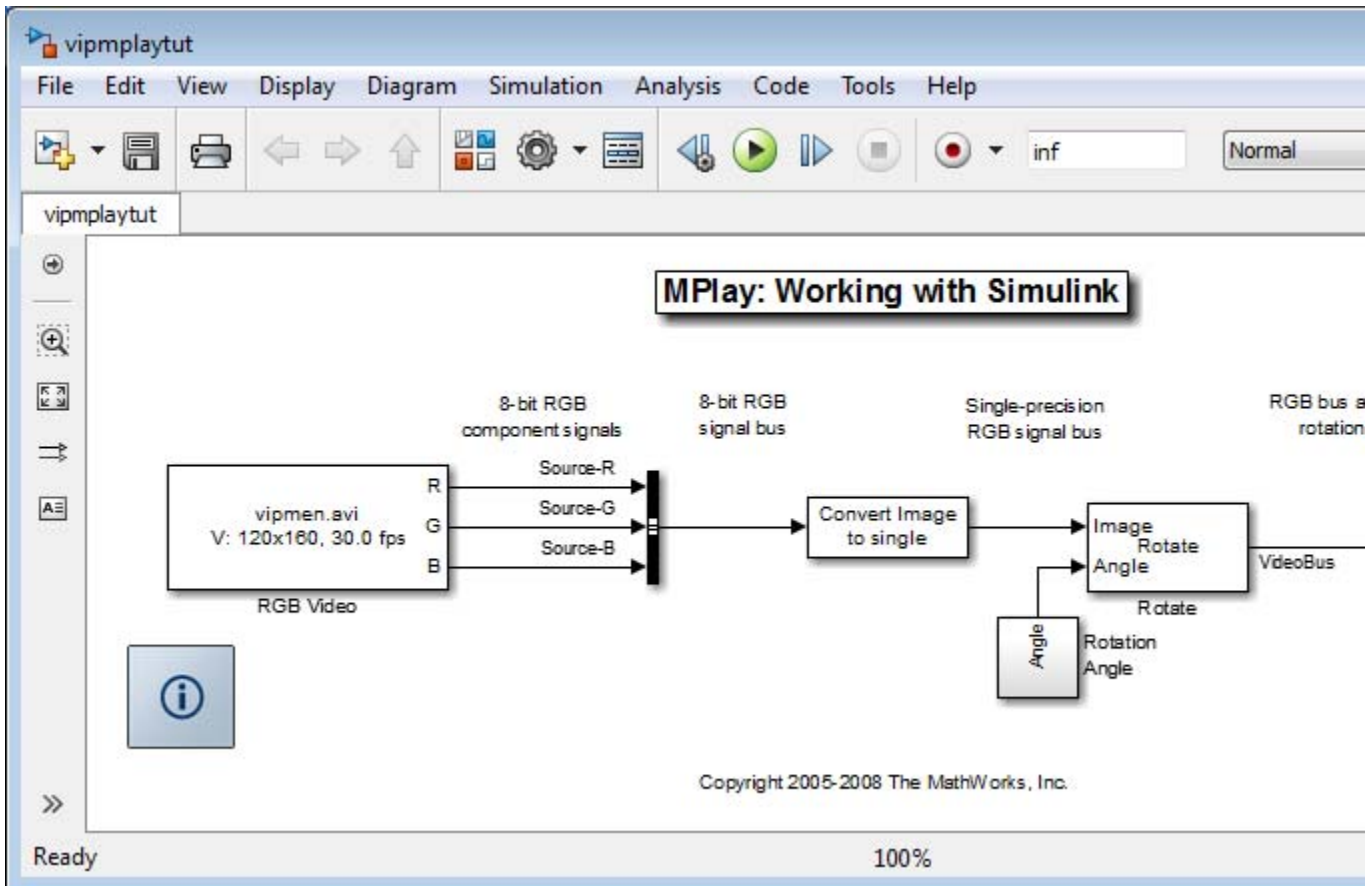 vipmplaytut
File Edit View Display Diagram Simulation Analysis Code Tools Help
inf
Normal
vipmplaytut
MPlay: Working with Simulink
8-bit RGB
component signals
8-bit RGB
signal bus
Single-precision
RGB signal bus
RGB bus a
rotation
vipmen.avi
V: 120x160, 30.0 fps
R
G
B
RGB Video
Source-R
Source-G
Source-B
Convert Image
to single
Image
Rotate
Angle
Rotate
VideoBus
Angle
Rotation
Angle
Copyright 2005-2008 The MathWorks, Inc.
Ready
100%